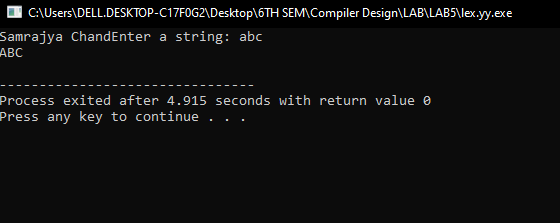 C:\Users\DELL.DESKTOP-C17F0G2\Desktop\6TH SEM\Compiler Design\LAB\LAB5\lex.yy.exe
Samrajya ChandEnter a string: abc
ABC
--------------------------------
Process exited after 4.915 seconds with return value 0
Press any key to continue . . .